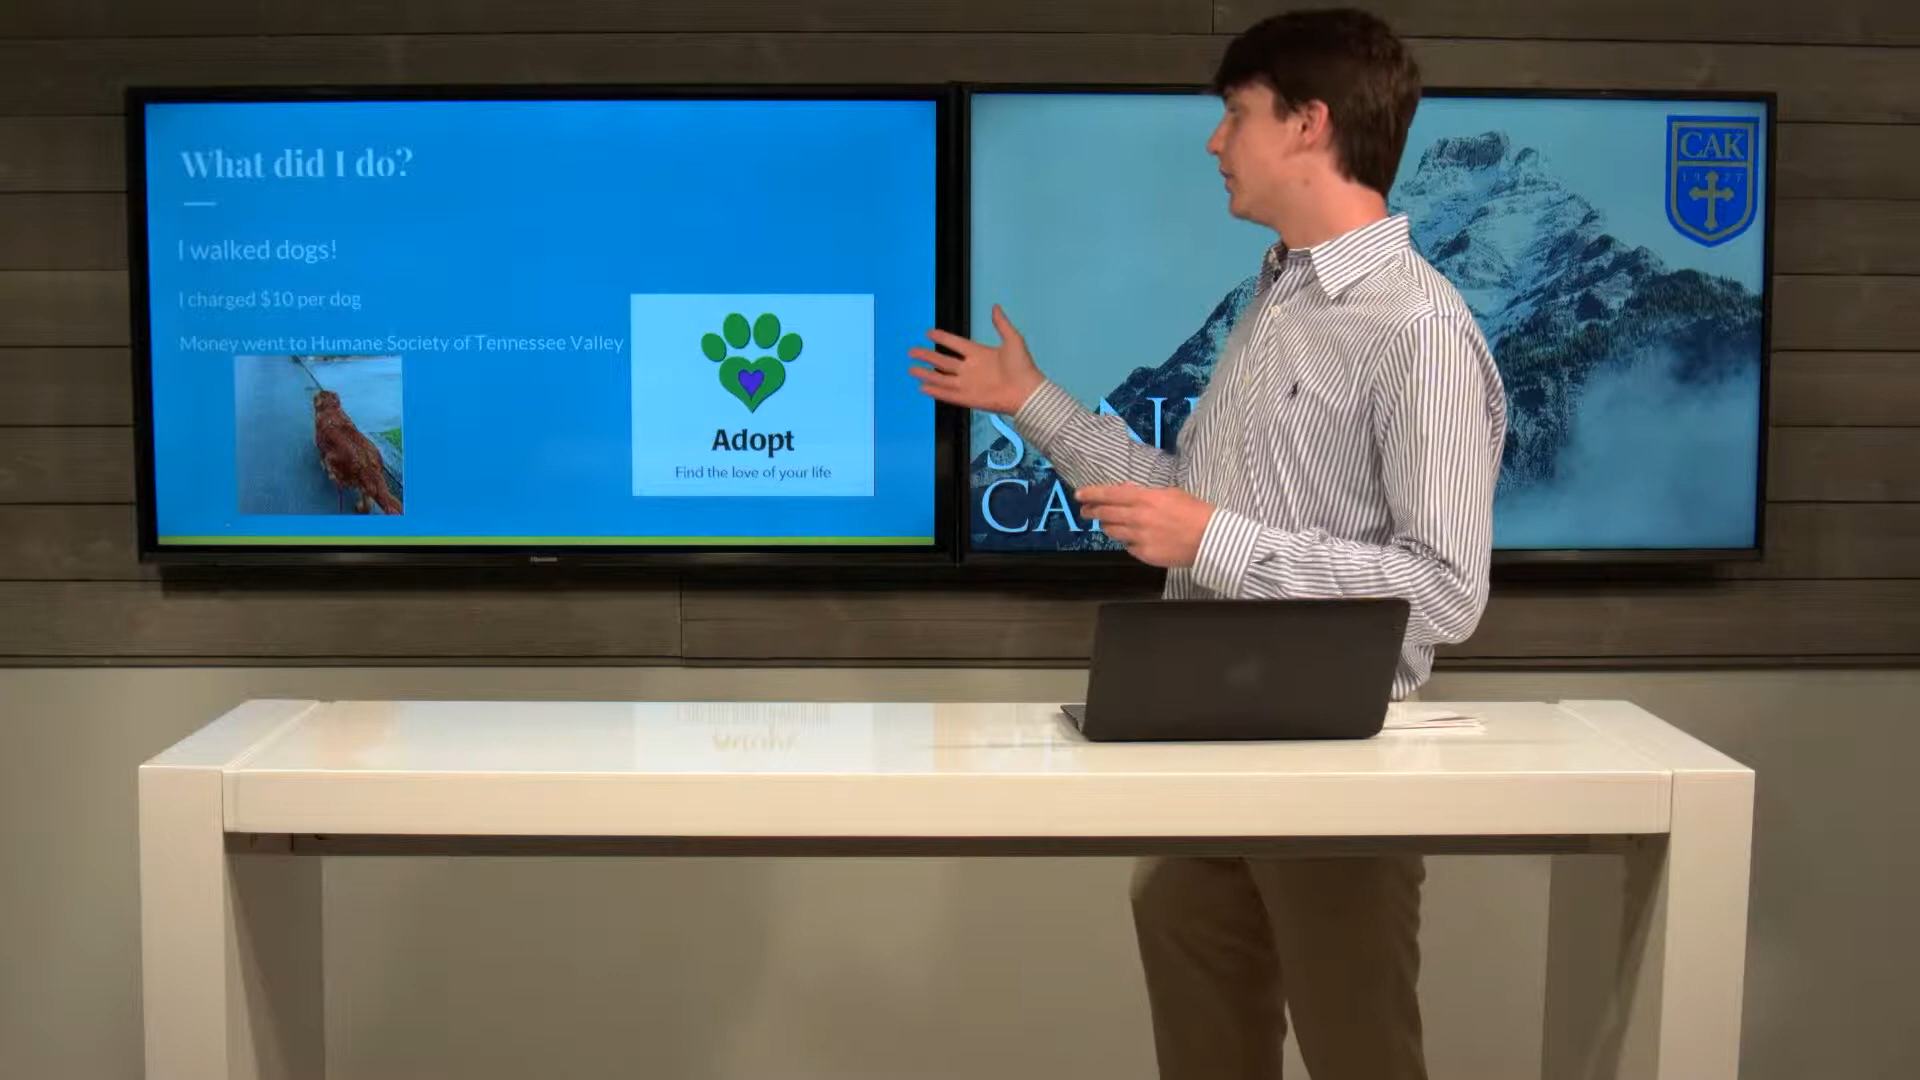 What did I do?
I walked dogs!
I charged $10 per dog
Money went to Humane Society of Tennessee Valley
Adopt
Find the love of your life
CAK
1977